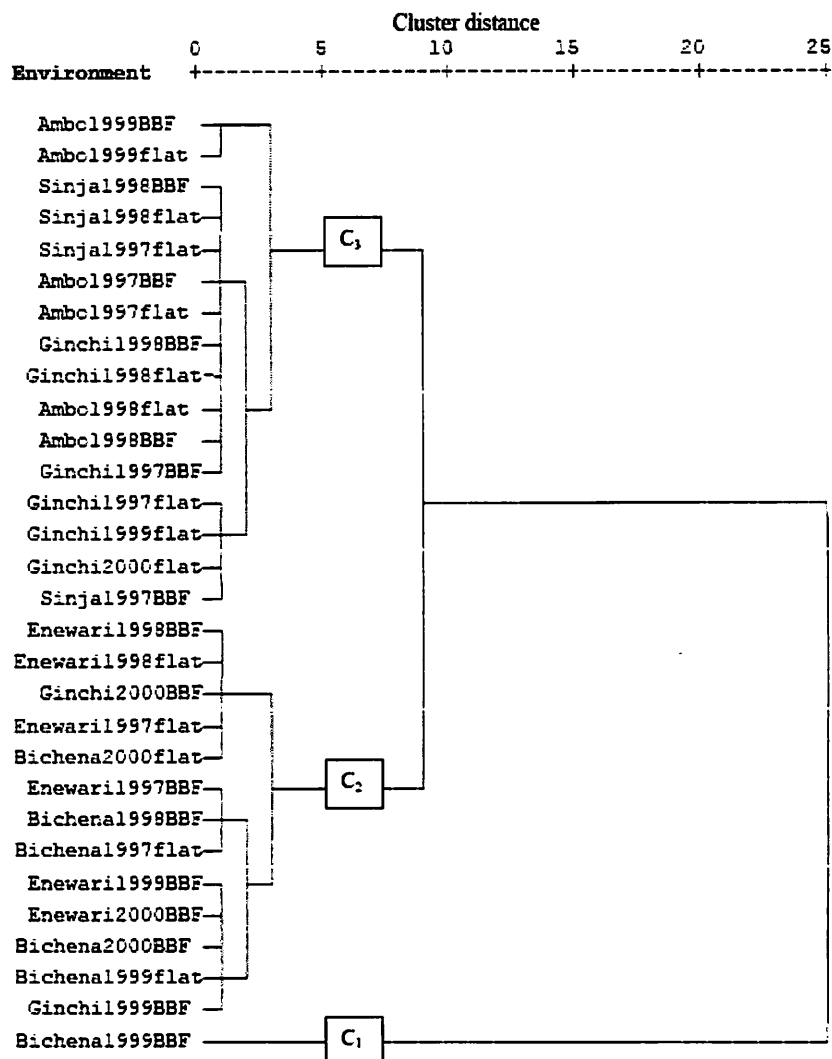 Cluster distance
0 5 10 15 20 25
Environment
Ambo1999BBF
Ambo1999flat
Sinja1998BBF
Sinja1998flat
C₃
Sinja1997flat
Ambo1997BBF
Ambo1997flat
Ginchi1998BBF
Ginchi1998flat
Ambo1998flat
Ambo1998BBF
Ginchi1997BBF
Ginchi1997flat
Ginchi1999flat
Ginchi2000flat
Sinja1997BBF
Enewari1998BBF
Enewari1998flat
Ginchi2000BBF
Enewari1997flat
Bichena2000flat
C₂
Enewari1997BBF
Bichena1998BBF
Bichena1997flat
Enewari1999BBF
Enewari2000BBF
Bichena2000BBF
Bichena1999flat
Ginchi1999BBF
Bichena1999BBF
C₁